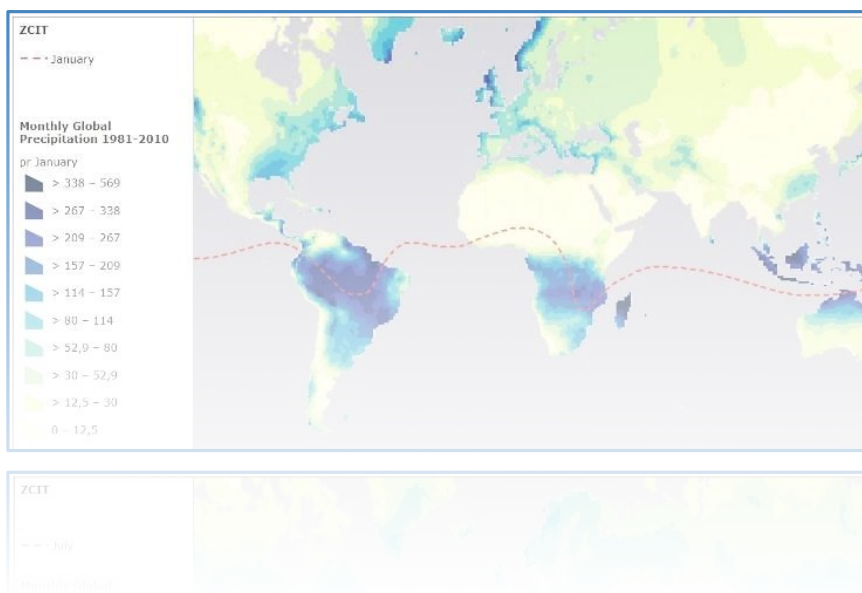 ZCIT
January
Monthly Global
Precipitation 1981-2010
pr January
> 338 – 569
> 267 – 338
> 209 – 267
> 157 – 209
> 114 – 157
> 80 – 114
> 52,9 – 80
> 30 – 52,9
> 12,5 – 30
0 – 12,5
ZCIT
July